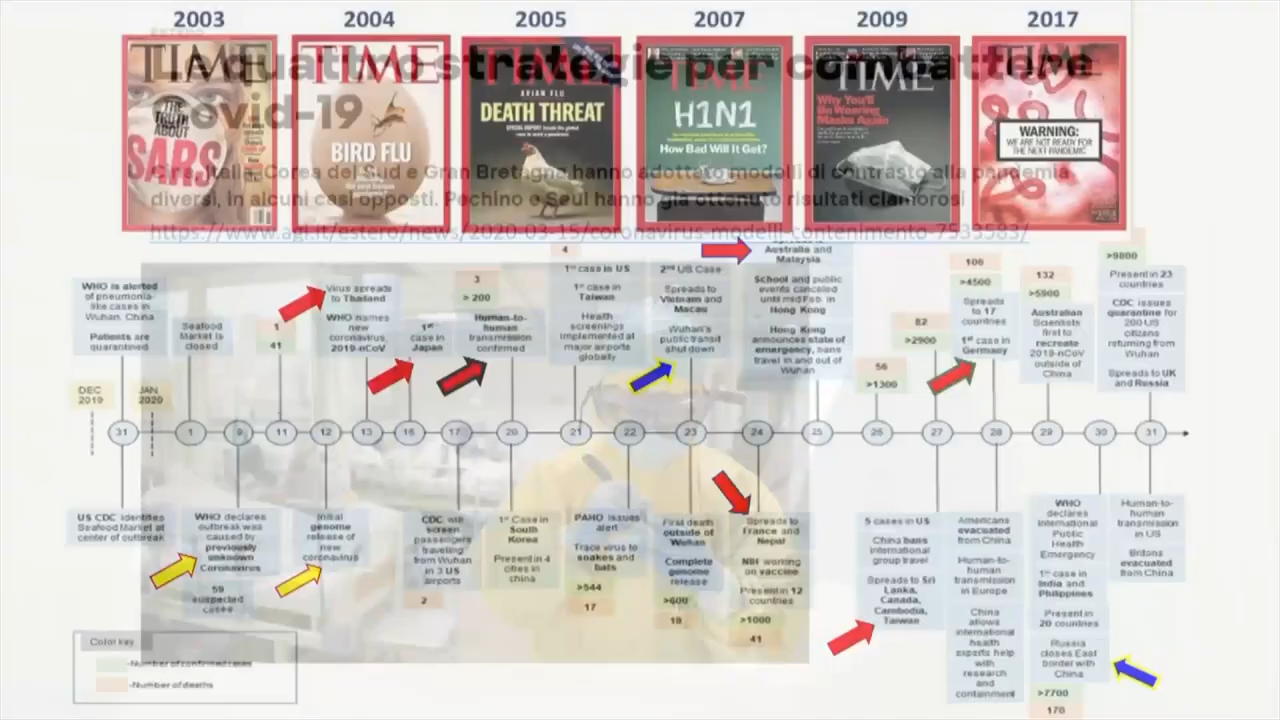 2003
2004
2005
2007
2009
2017
ESTERO
Le quattro strategie per combattere
Covid-19
TIME
THE TRUTH ABOUT
SARS
TIME
BIRD FLU
TIME
AVIAN FLU
DEATH THREAT
TIME
H1N1
How Bad Will It Get?
TIME
Why You'll
Be Wearing
Masks Again
TIME
WARNING:
WE ARE NOT READY FOR
THE NEXT PANDEMIC
Italia, Corea del Sud e Gran Bretagna hanno adottato modelli di contrasto alla pandemia
diversi, in alcuni casi opposti. Pechino e Seul hanno già ottenuto risultati clamorosi
https://www.agi.it/estero/news/2020-03-15/coronavirus-modelli-contenimento-7533583/
WHO is alerted
of pneumonia-
like cases in
Wuhan, China
Patients are
quarantined
Seafood
Market is
closed
1
41
Virus spreads
to Thailand
WHO names
new
coronavirus,
2019-nCoV
1st
case in
Japan
3
> 200
Human-to-
human
transmission
confirmed
4
1st case in US
1st case in
Taiwan
Health
screenings
implemented at
major airports
globally
2nd US Case
Spreads to
Vietnam and
Macau
Wuhan's
public transit
shut down
Spreads to
Australia and
Malaysia
School and public
events canceled
until mid Feb. in
Hong Kong
Hong Kong
announces state of
emergency, bans
travel in and out of
Wuhan
56
>1300
82
>2900
106
>4500
Spreads
to 17
countries
1st case in
Germany
132
>5900
Australian
Scientists
first to
recreate
2019-nCoV
outside of
China
>9800
Present in 23
countries
CDC issues
quarantine for
200 US
citizens
returning from
Wuhan
Spreads to UK
and Russia
DEC
2019
JAN
2020
31
1
9
11
12
13
16
17
20
21
22
23
24
25
26
27
28
29
30
31
US CDC identifies
Seafood Market at
center of outbreak
WHO declares
outbreak was
caused by
previously
unknown
Coronavirus
59
suspected
cases
Initial
genome
release of
new
coronavirus
CDC will
screen
passengers
travelling
from Wuhan
in 3 US
airports
2
1st Case in
South
Korea
Present in 4
cities in
china
PAHO issues
alert
Trace virus to
snakes and
bats
>544
17
First death
outside of
Wuhan
Complete
genome
release
>600
18
Spreads to
France and
Nepal
NIH working
on vaccine
Present in 12
countries
>1000
41
5 cases in US
China bans
international
group travel
Spreads to Sri
Lanka,
Canada,
Cambodia,
Taiwan
Americans
evacuated
from China
Human-to-
human
transmission
in Europe
China
allows
international
health
experts help
with
research
and
containment
WHO
declares
International
Public
Health
Emergency
1st case in
India and
Philippines
Present in
20 countries
Russia
closes East
border with
China
>7700
170
Human-to-
human
transmission
in US
Britons
evacuated
from China
Color key
-Number of confirmed cases
-Number of deaths